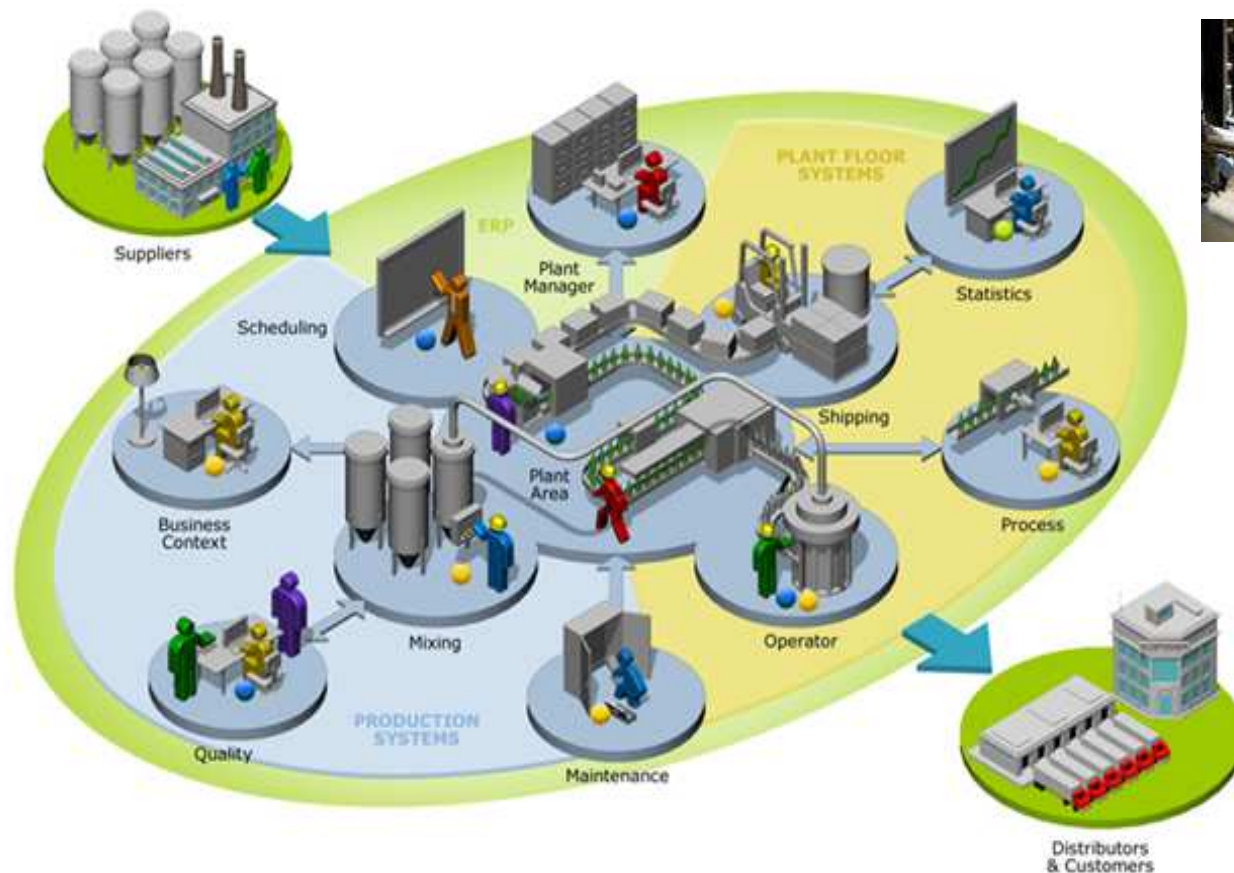 Suppliers
ERP
PLANT FLOOR
SYSTEMS
Plant
Manager
Statistics
Scheduling
Shipping
Plant
Area
Process
Business
Context
Mixing
Operator
PRODUCTION
SYSTEMS
Quality
Maintenance
Distributors
& Customers